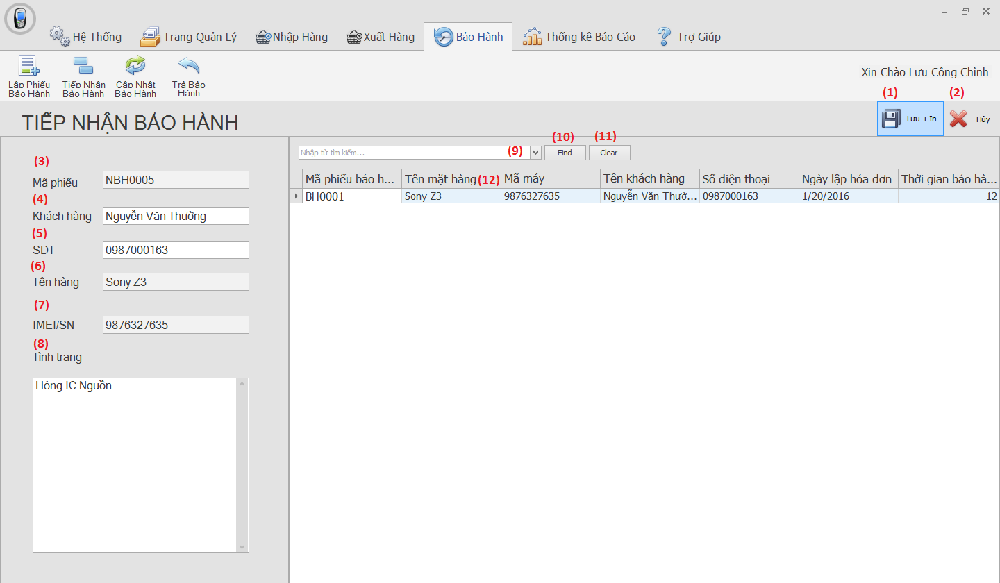 Hệ Thống
Trang Quản Lý
Nhập Hàng
Xuất Hàng
Bảo Hành
Thống kê Báo Cáo
Trợ Giúp
Lập Phiếu
Bảo Hành
Tiếp Nhận
Bảo Hành
Cập Nhật
Bảo Hành
Trả Bảo
Hành
Xin Chào Lưu Công Chình
(1)
(2)
TIẾP NHẬN BẢO HÀNH
Lưu +In
Hủy
(3)
Mã phiếu
NBH0005
(4)
Khách hàng
Nguyễn Văn Thường
(5)
SDT
0987000163
(6)
Tên hàng
Sony Z3
(7)
IMEI/SN
9876327635
(8)
Tình trạng
Hỏng IC Nguồn
(10)
(11)
Nhập từ tìm kiếm...
(9)
Find
Clear
Mã phiếu bảo h... Tên mặt hàng (12) Mã máy Tên khách hàng Số điện thoại Ngày lập hóa đơn Thời gian bảo hà...
BH0001 Sony Z3 9876327635 Nguyễn Văn Thườ... 0987000163 1/20/2016 12